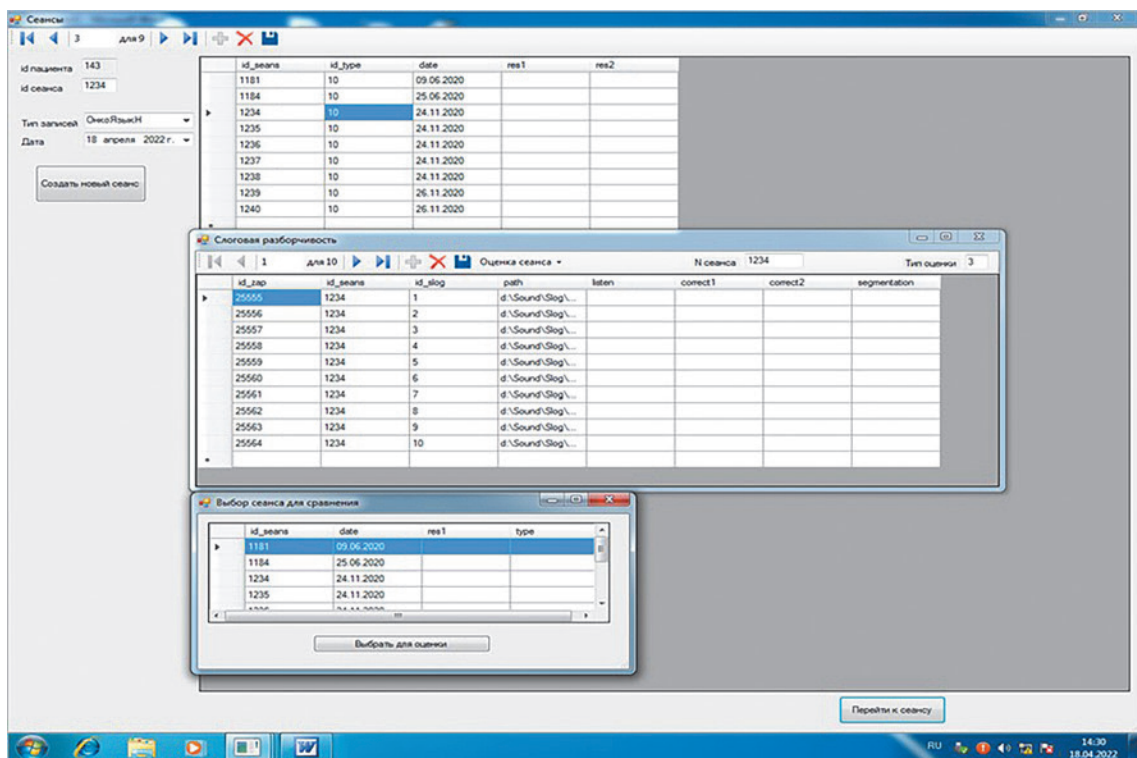 Сеансы
3 для 9
id пациента 143
id сеанса 1234
Тип записей ОнкоЯзыкН
Дата 18 апреля 2022 г.
Создать новый сеанс
id_seans id_type date res1 res2
1181 10 09.06.2020
1184 10 25.06.2020
1234 10 24.11.2020
1235 10 24.11.2020
1236 10 24.11.2020
1237 10 24.11.2020
1238 10 24.11.2020
1239 10 26.11.2020
1240 10 26.11.2020
Слоговая разборчивость
1 для 10 Оценка сеанса N сеанса 1234 Тип оценки 3
id_zap id_seans id_slog path listen correct1 correct2 segmentation
25555 1234 1 d:\Sound\Slog\...
25556 1234 2 d:\Sound\Slog\...
25557 1234 3 d:\Sound\Slog\...
25558 1234 4 d:\Sound\Slog\...
25559 1234 5 d:\Sound\Slog\...
25560 1234 6 d:\Sound\Slog\...
25561 1234 7 d:\Sound\Slog\...
25562 1234 8 d:\Sound\Slog\...
25563 1234 9 d:\Sound\Slog\...
25564 1234 10 d:\Sound\Slog\...
Выбор сеанса для сравнения
id_seans date res1 type
1181 09.06.2020
1184 25.06.2020
1234 24.11.2020
1235 24.11.2020
Выбрать для оценки
Перейти к сеансу
RU 14:30
18.04.2022